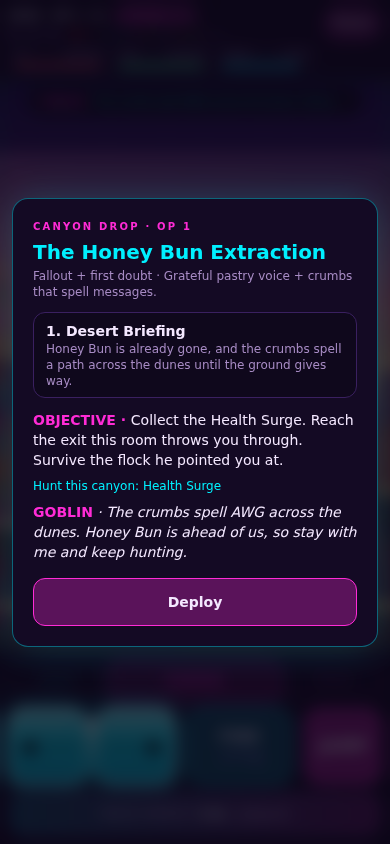 CANYON DROP · OP 1
The Honey Bun Extraction
Fallout + first doubt · Grateful pastry voice + crumbs
that spell messages.
1. Desert Briefing
Honey Bun is already gone, and the crumbs spell
a path across the dunes until the ground gives
way.
OBJECTIVE · Collect the Health Surge. Reach
the exit this room throws you through.
Survive the flock he pointed you at.
Hunt this canyon: Health Surge
GOBLIN · The crumbs spell AWG across the
dunes. Honey Bun is ahead of us, so stay with
me and keep hunting.
Deploy